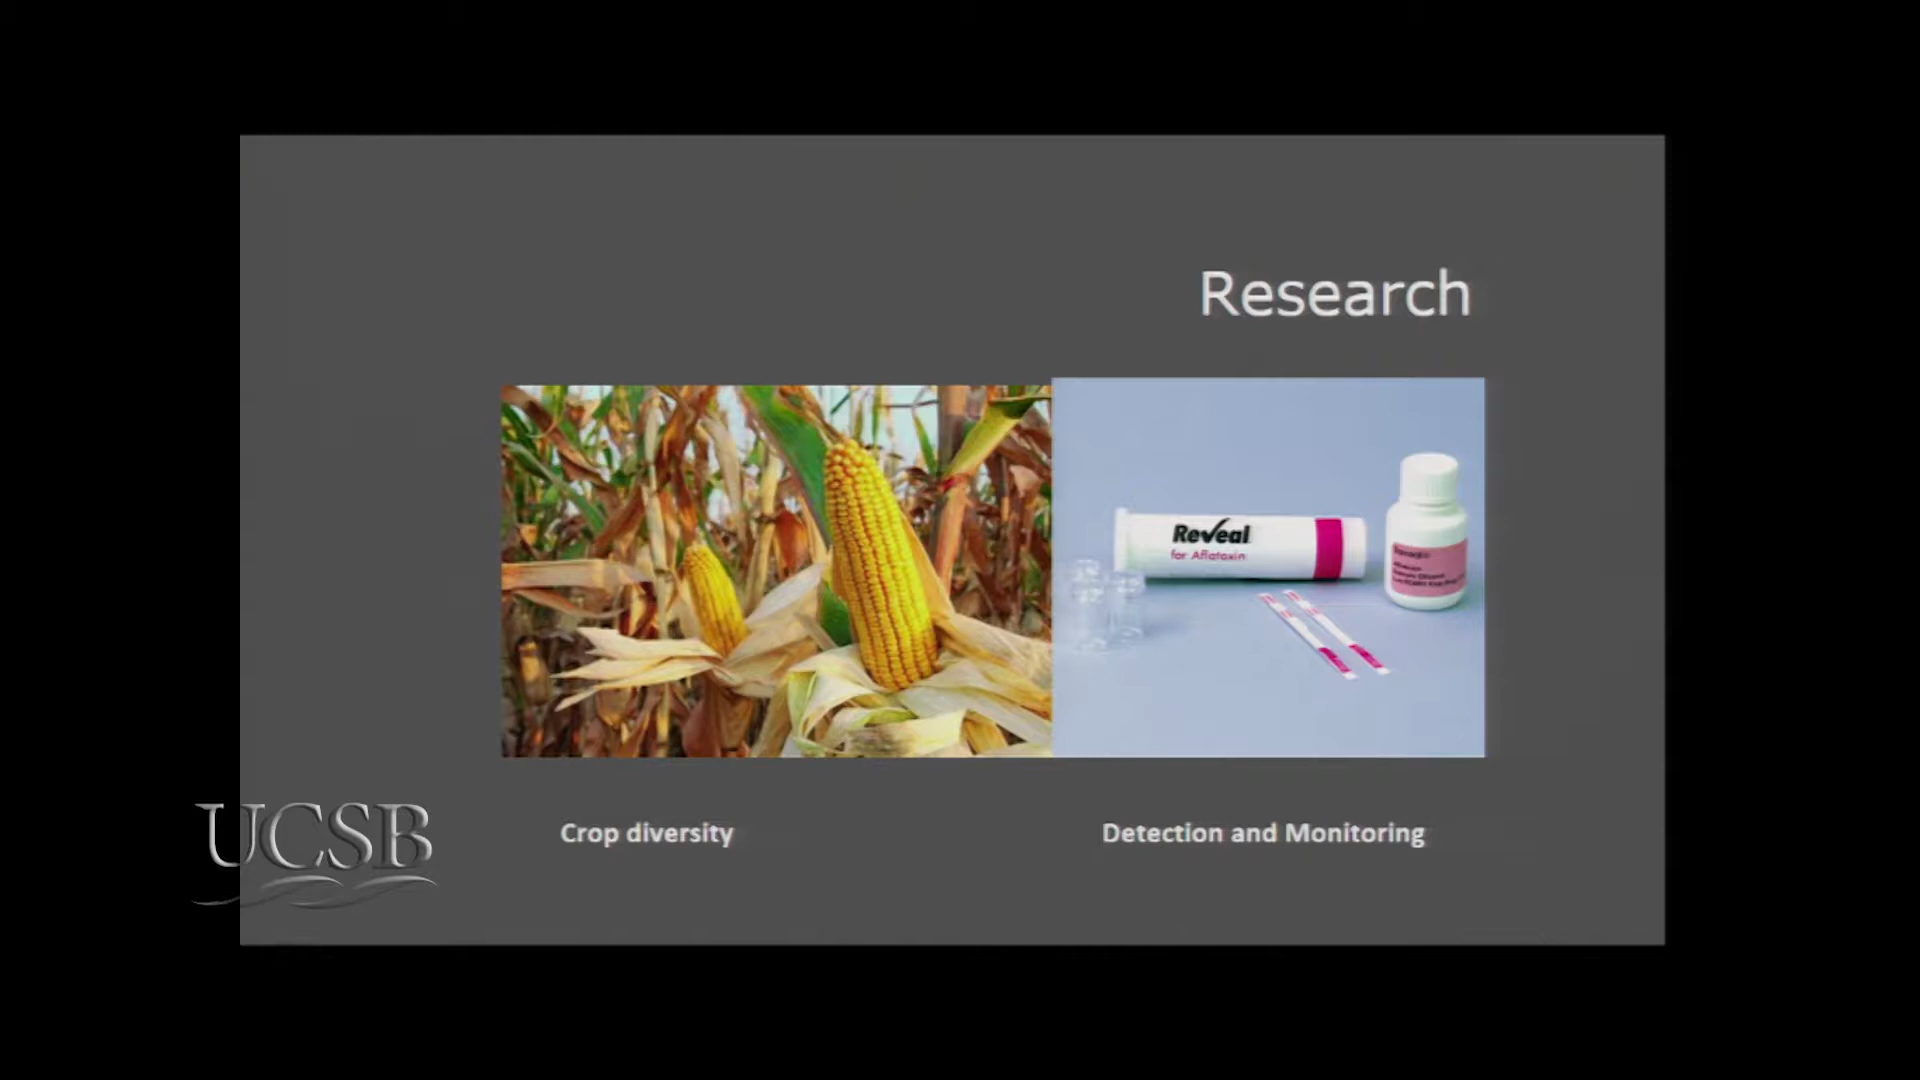 Research
Reveal
for Aflatoxin
Crop diversity
Detection and Monitoring
UCSB